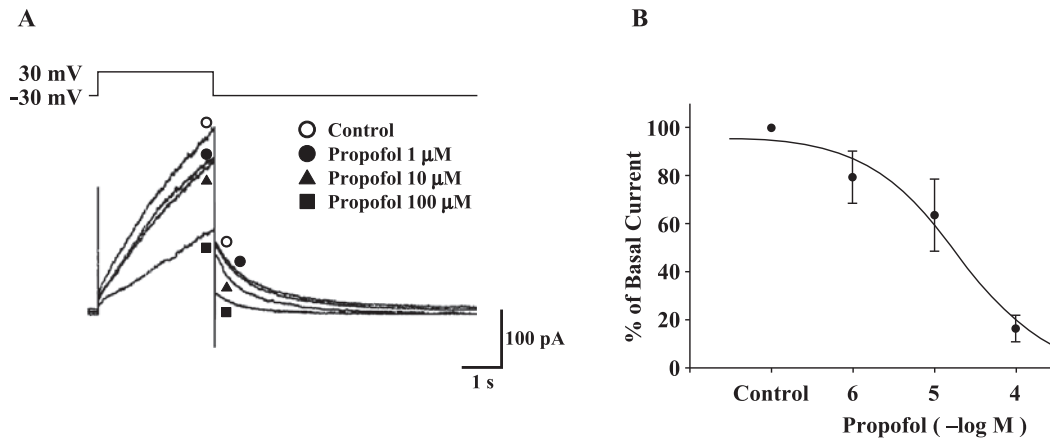 A
30 mV
−30 mV
Control
Propofol 1 μM
Propofol 10 μM
Propofol 100 μM
100 pA
1 s
B
% of Basal Current
100
80
60
40
20
0
Control 6 5 4
Propofol ( −log M )